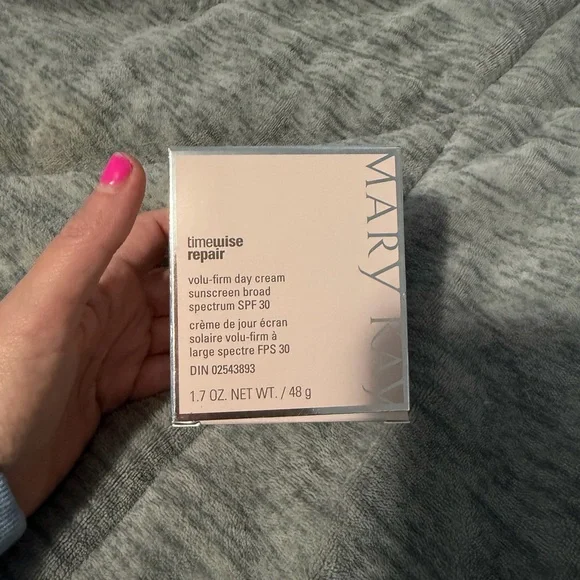 MARY KAY
timewise
repair
volu-firm day cream
sunscreen broad
spectrum SPF 30
crème de jour écran
solaire volu-firm à
large spectre FPS 30
DIN 02543893
1.7 OZ. NET WT. / 48 g